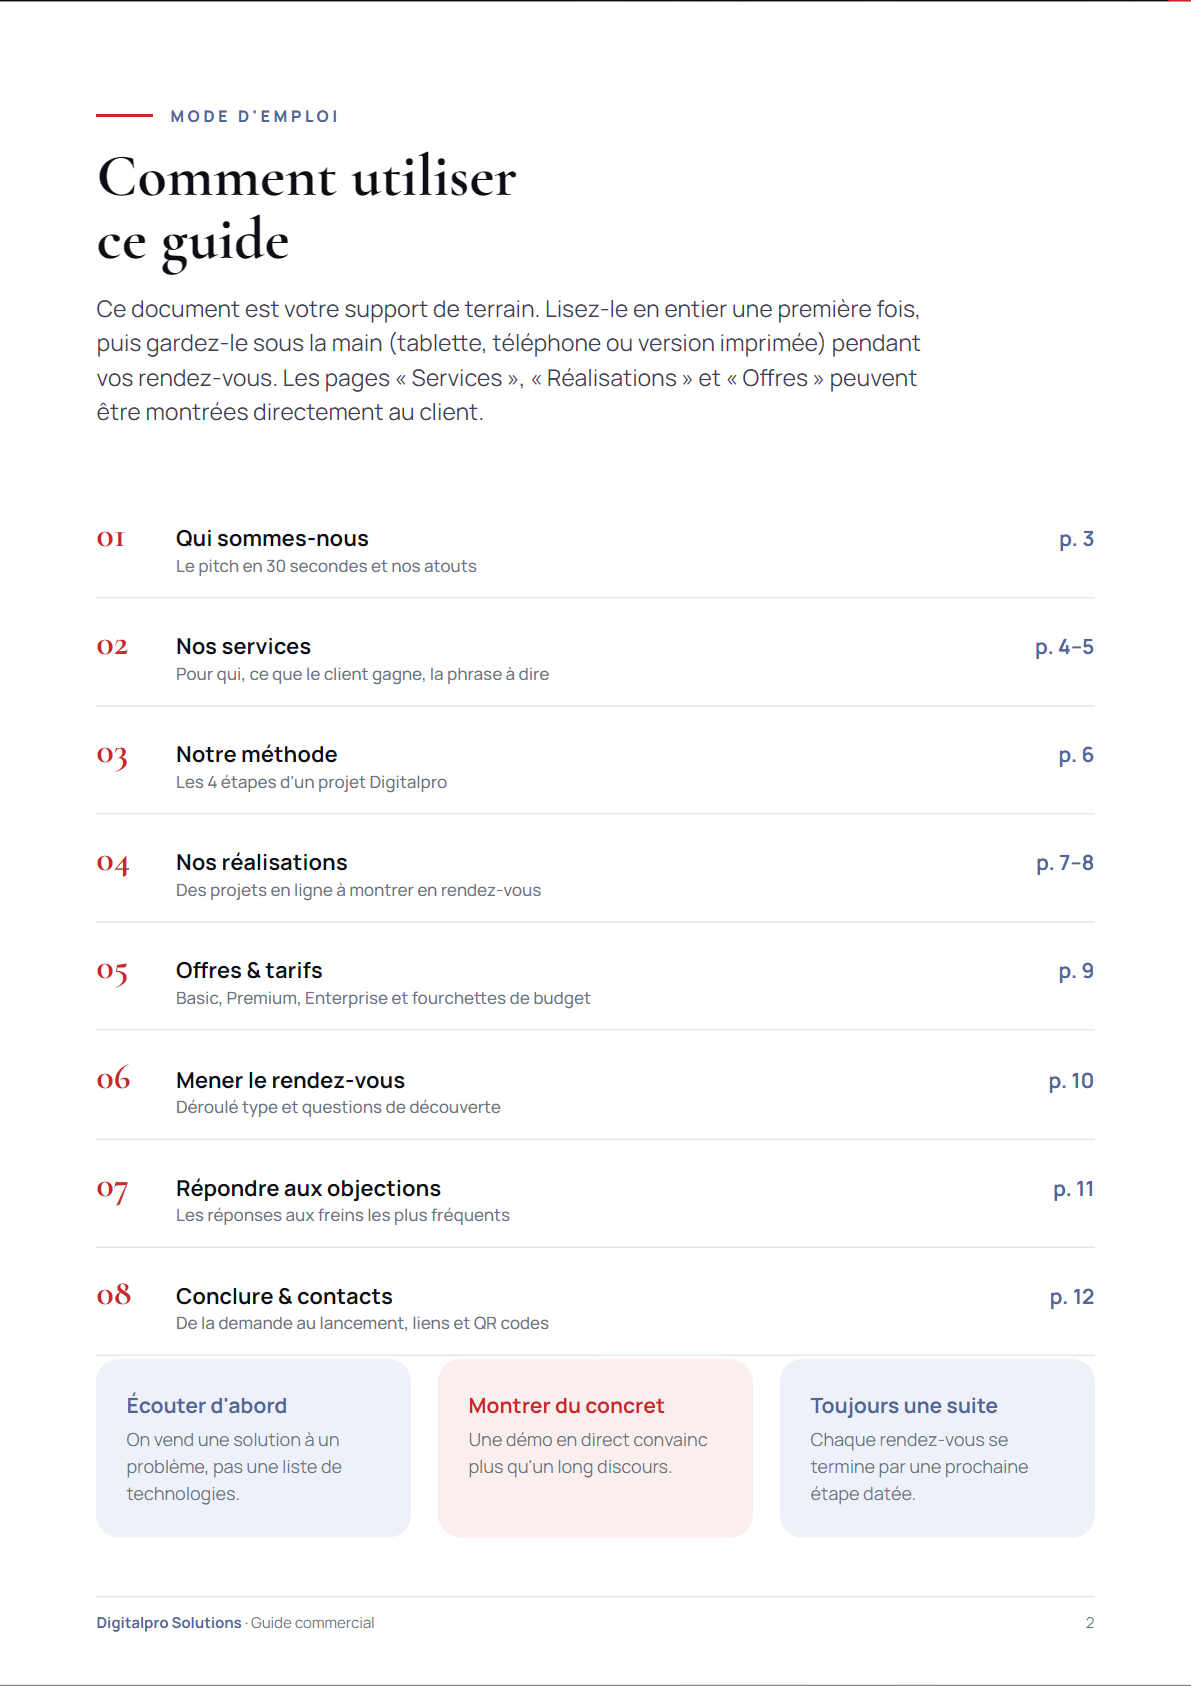 MODE D'EMPLOI
Comment utiliser
ce guide
Ce document est votre support de terrain. Lisez-le en entier une première fois,
puis gardez-le sous la main (tablette, téléphone ou version imprimée) pendant
vos rendez-vous. Les pages « Services », « Réalisations » et « Offres » peuvent
être montrées directement au client.
01 Qui sommes-nous p. 3
Le pitch en 30 secondes et nos atouts
02 Nos services p. 4–5
Pour qui, ce que le client gagne, la phrase à dire
03 Notre méthode p. 6
Les 4 étapes d'un projet Digitalpro
04 Nos réalisations p. 7–8
Des projets en ligne à montrer en rendez-vous
05 Offres & tarifs p. 9
Basic, Premium, Enterprise et fourchettes de budget
06 Mener le rendez-vous p. 10
Déroulé type et questions de découverte
07 Répondre aux objections p. 11
Les réponses aux freins les plus fréquents
08 Conclure & contacts p. 12
De la demande au lancement, liens et QR codes
Écouter d'abord
On vend une solution à un
problème, pas une liste de
technologies.
Montrer du concret
Une démo en direct convainc
plus qu'un long discours.
Toujours une suite
Chaque rendez-vous se
termine par une prochaine
étape datée.
Digitalpro Solutions · Guide commercial 2